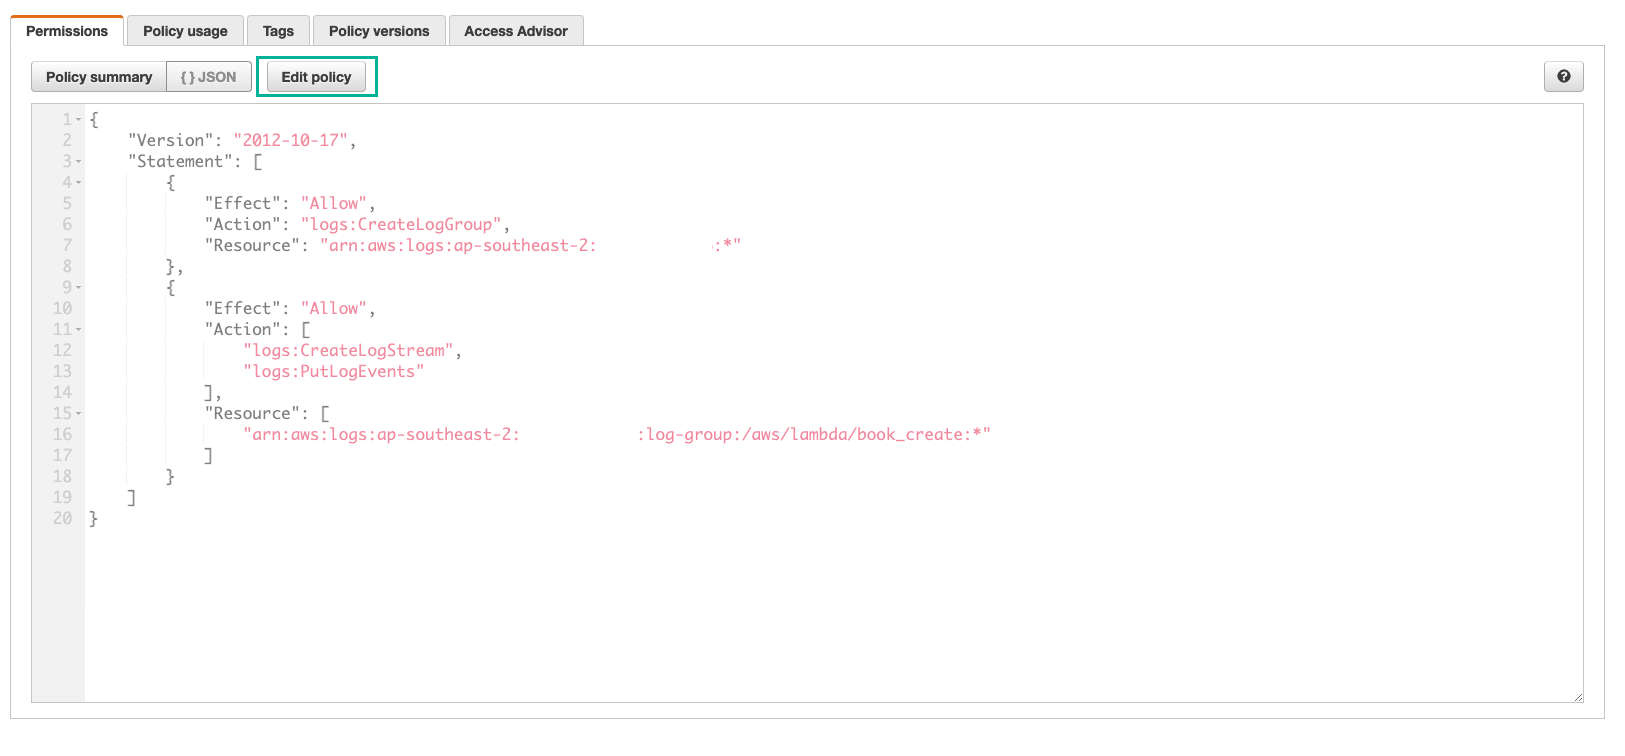 Permissions Policy usage Tags Policy versions Access Advisor
Policy summary { } JSON Edit policy ?
1 {
2 "Version": "2012-10-17",
3 "Statement": [
4 {
5 "Effect": "Allow",
6 "Action": "logs:CreateLogGroup",
7 "Resource": "arn:aws:logs:ap-southeast-2: :*"
8 },
9 {
10 "Effect": "Allow",
11 "Action": [
12 "logs:CreateLogStream",
13 "logs:PutLogEvents"
14 ],
15 "Resource": [
16 "arn:aws:logs:ap-southeast-2: :log-group:/aws/lambda/book_create:*"
17 ]
18 }
19 ]
20 }